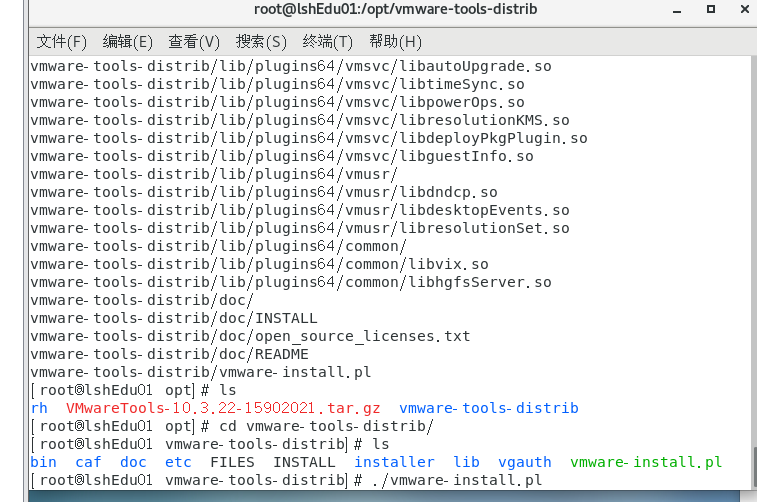 root@lshEdu01:/opt/vmware-tools-distrib
文件(F) 编辑(E) 查看(V) 搜索(S) 终端(T) 帮助(H)
vmware-tools-distrib/lib/plugins64/vmsvc/libautoUpgrade.so
vmware-tools-distrib/lib/plugins64/vmsvc/libtimeSync.so
vmware-tools-distrib/lib/plugins64/vmsvc/libpowerOps.so
vmware-tools-distrib/lib/plugins64/vmsvc/libresolutionKMS.so
vmware-tools-distrib/lib/plugins64/vmsvc/libdeployPkgPlugin.so
vmware-tools-distrib/lib/plugins64/vmsvc/libguestInfo.so
vmware-tools-distrib/lib/plugins64/vmusr/
vmware-tools-distrib/lib/plugins64/vmusr/libdndcp.so
vmware-tools-distrib/lib/plugins64/vmusr/libdesktopEvents.so
vmware-tools-distrib/lib/plugins64/vmusr/libresolutionSet.so
vmware-tools-distrib/lib/plugins64/common/
vmware-tools-distrib/lib/plugins64/common/libvix.so
vmware-tools-distrib/lib/plugins64/common/libhgfsServer.so
vmware-tools-distrib/doc/
vmware-tools-distrib/doc/INSTALL
vmware-tools-distrib/doc/open_source_licenses.txt
vmware-tools-distrib/doc/README
vmware-tools-distrib/vmware-install.pl
[root@lshEdu01 opt]# ls
rh VMwareTools-10.3.22-15902021.tar.gz vmware-tools-distrib
[root@lshEdu01 opt]# cd vmware-tools-distrib/
[root@lshEdu01 vmware-tools-distrib]# ls
bin caf doc etc FILES INSTALL installer lib vgauth vmware-install.pl
[root@lshEdu01 vmware-tools-distrib]# ./vmware-install.pl